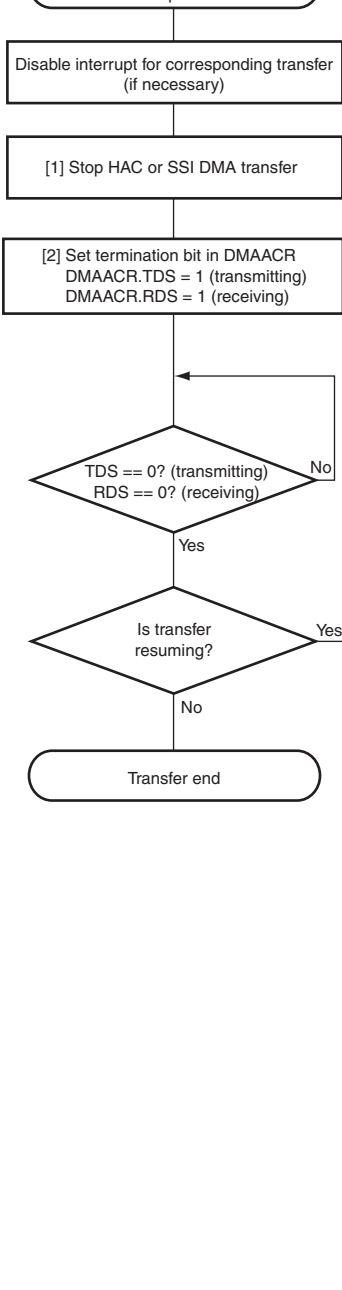 Disable interrupt for corresponding transfer
(if necessary)
[1] Stop HAC or SSI DMA transfer
[2] Set termination bit in DMAACR
DMAACR.TDS = 1 (transmitting)
DMAACR.RDS = 1 (receiving)
TDS == 0? (transmitting)
RDS == 0? (receiving)
No
Yes
Is transfer
resuming?
Yes
No
Transfer end